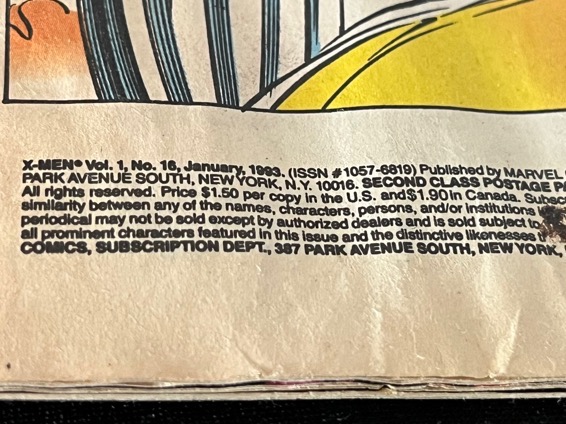 X-MEN® Vol. 1, No. 16, January, 1993. (ISSN #1057-6819) Published by MARVEL
PARK AVENUE SOUTH, NEW YORK, N.Y. 10016. SECOND CLASS POSTAGE
All rights reserved. Price $1.50 per copy in the U.S. and $1.90 in Canada.
similarity between any of the names, characters, persons, and/or institutions
periodical may not be sold except by authorized dealers and is sold subject to
all prominent characters featured in this issue and the distinctive likenesses
COMICS, SUBSCRIPTION DEPT., 387 PARK AVENUE SOUTH, NEW YORK,